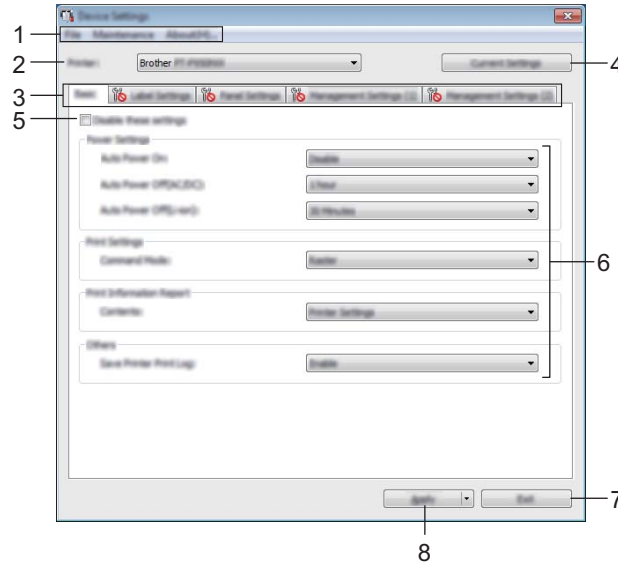 Device Settings
1
File Maintenance About(H)...
2
Printer:
Brother
Current Settings
4
3
Basic Label Settings Panel Settings Management Settings (1) Management Settings (2)
5
Disable these settings
Power Settings
Auto Power On: Disable
Auto Power Off(AC/DC): 1 hour
Auto Power Off(Li-ion): 30 Minutes
Print Settings
Command Mode: Raster
6
Print Information Report
Contents: Printer Settings
Others
Save Printer Print Log: Enable
Apply
Exit
7
8